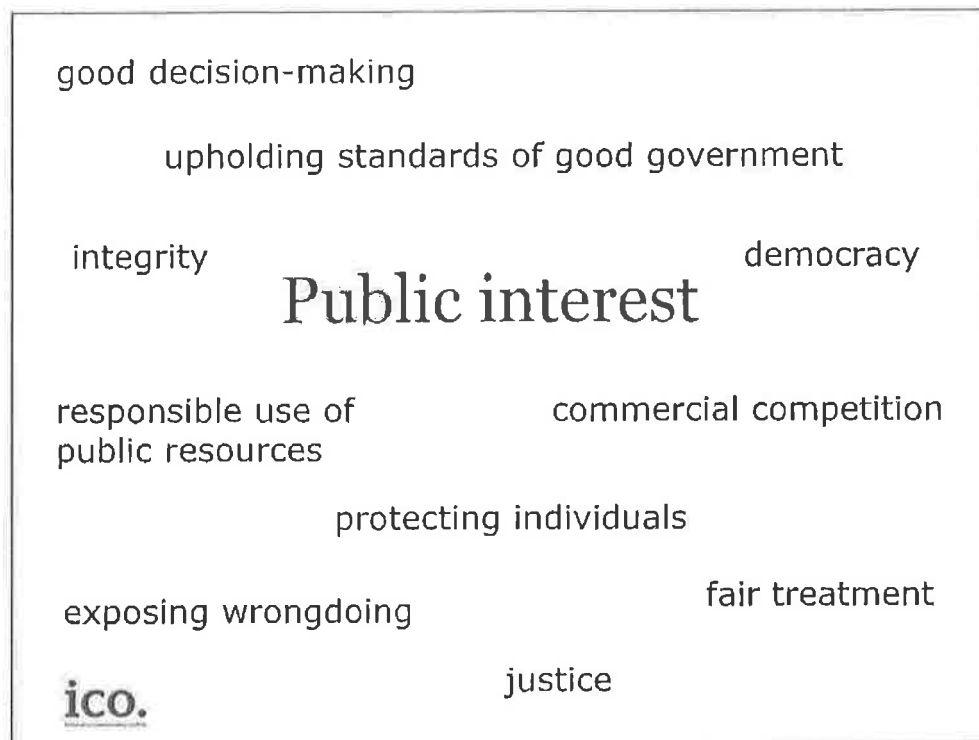 good decision-making
upholding standards of good government
integrity
democracy
Public interest
responsible use of
public resources
commercial competition
protecting individuals
fair treatment
exposing wrongdoing
justice
ico.